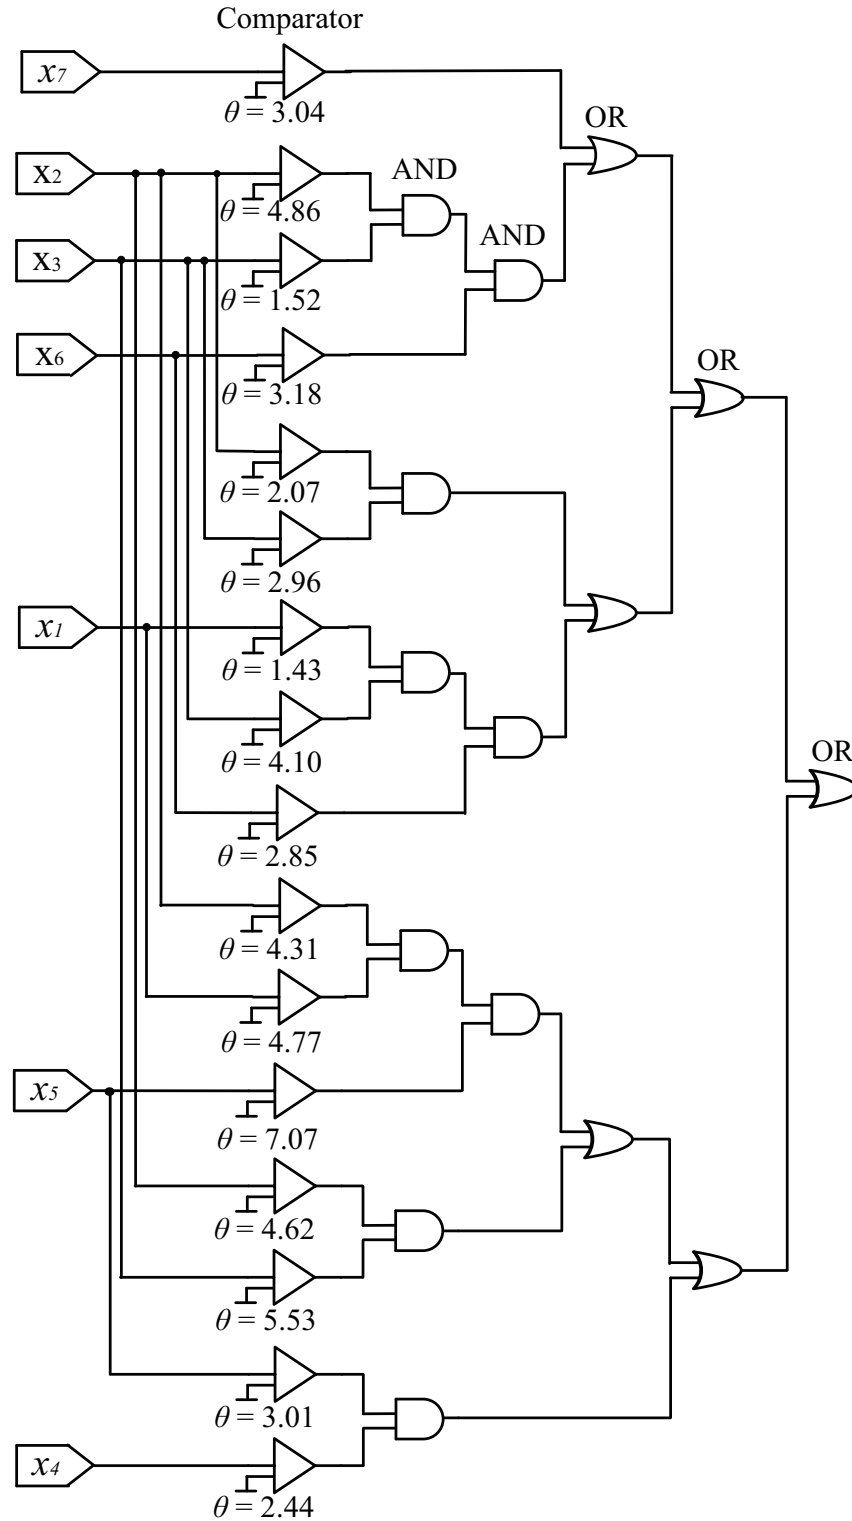 Comparator
x7
θ = 3.04
OR
x2
θ = 4.86
AND
AND
x3
θ = 1.52
x6
θ = 3.18
OR
θ = 2.07
θ = 2.96
x1
θ = 1.43
θ = 4.10
OR
θ = 2.85
θ = 4.31
θ = 4.77
x5
θ = 7.07
θ = 4.62
θ = 5.53
θ = 3.01
x4
θ = 2.44